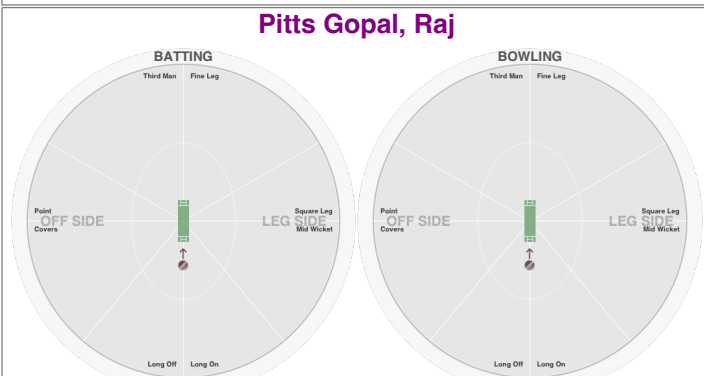 Pitts Gopal, Raj
BATTING
Third Man Fine Leg
Point
OFF SIDE
Covers
Square Leg
LEG SIDE
Mid Wicket
Long Off Long On
BOWLING
Third Man Fine Leg
Point
OFF SIDE
Covers
Square Leg
LEG SIDE
Mid Wicket
Long Off Long On